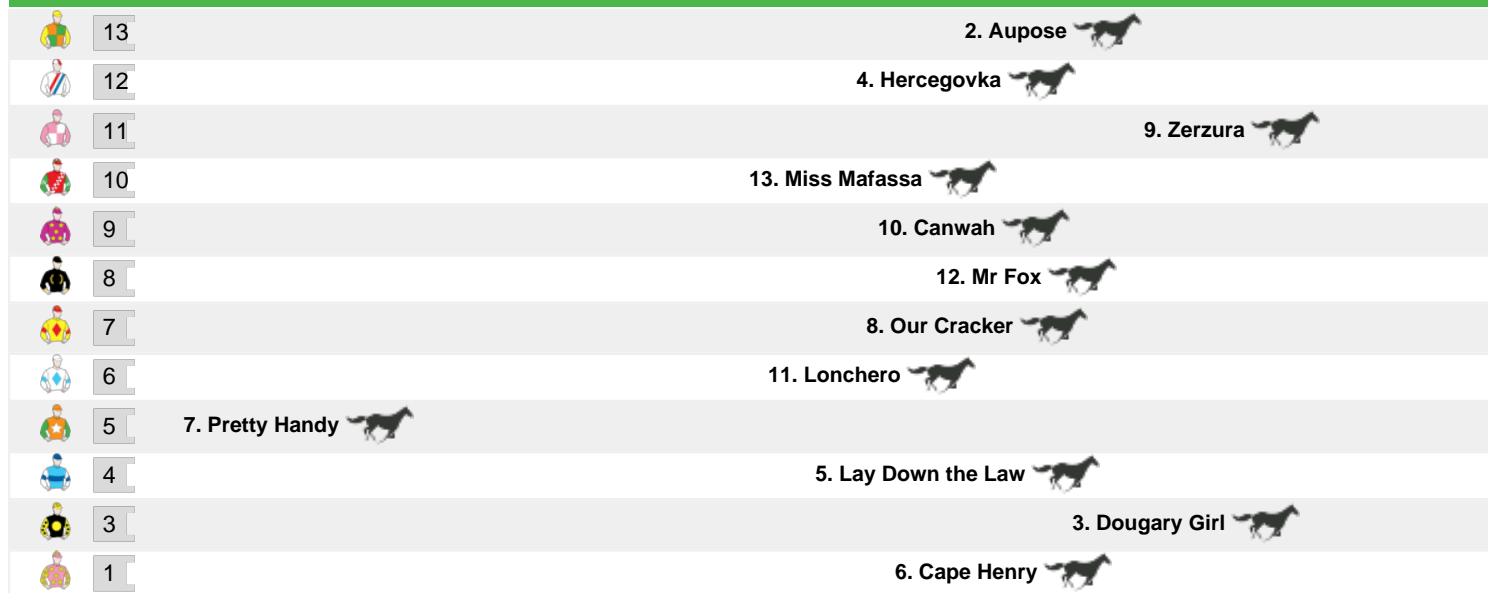 13 2. Aupose
12 4. Hercegovka
11 9. Zerzura
10 13. Miss Mafassa
9 10. Canwah
8 12. Mr Fox
7 8. Our Cracker
6 11. Lonchero
5 7. Pretty Handy
4 5. Lay Down the Law
3 3. Dougary Girl
1 6. Cape Henry